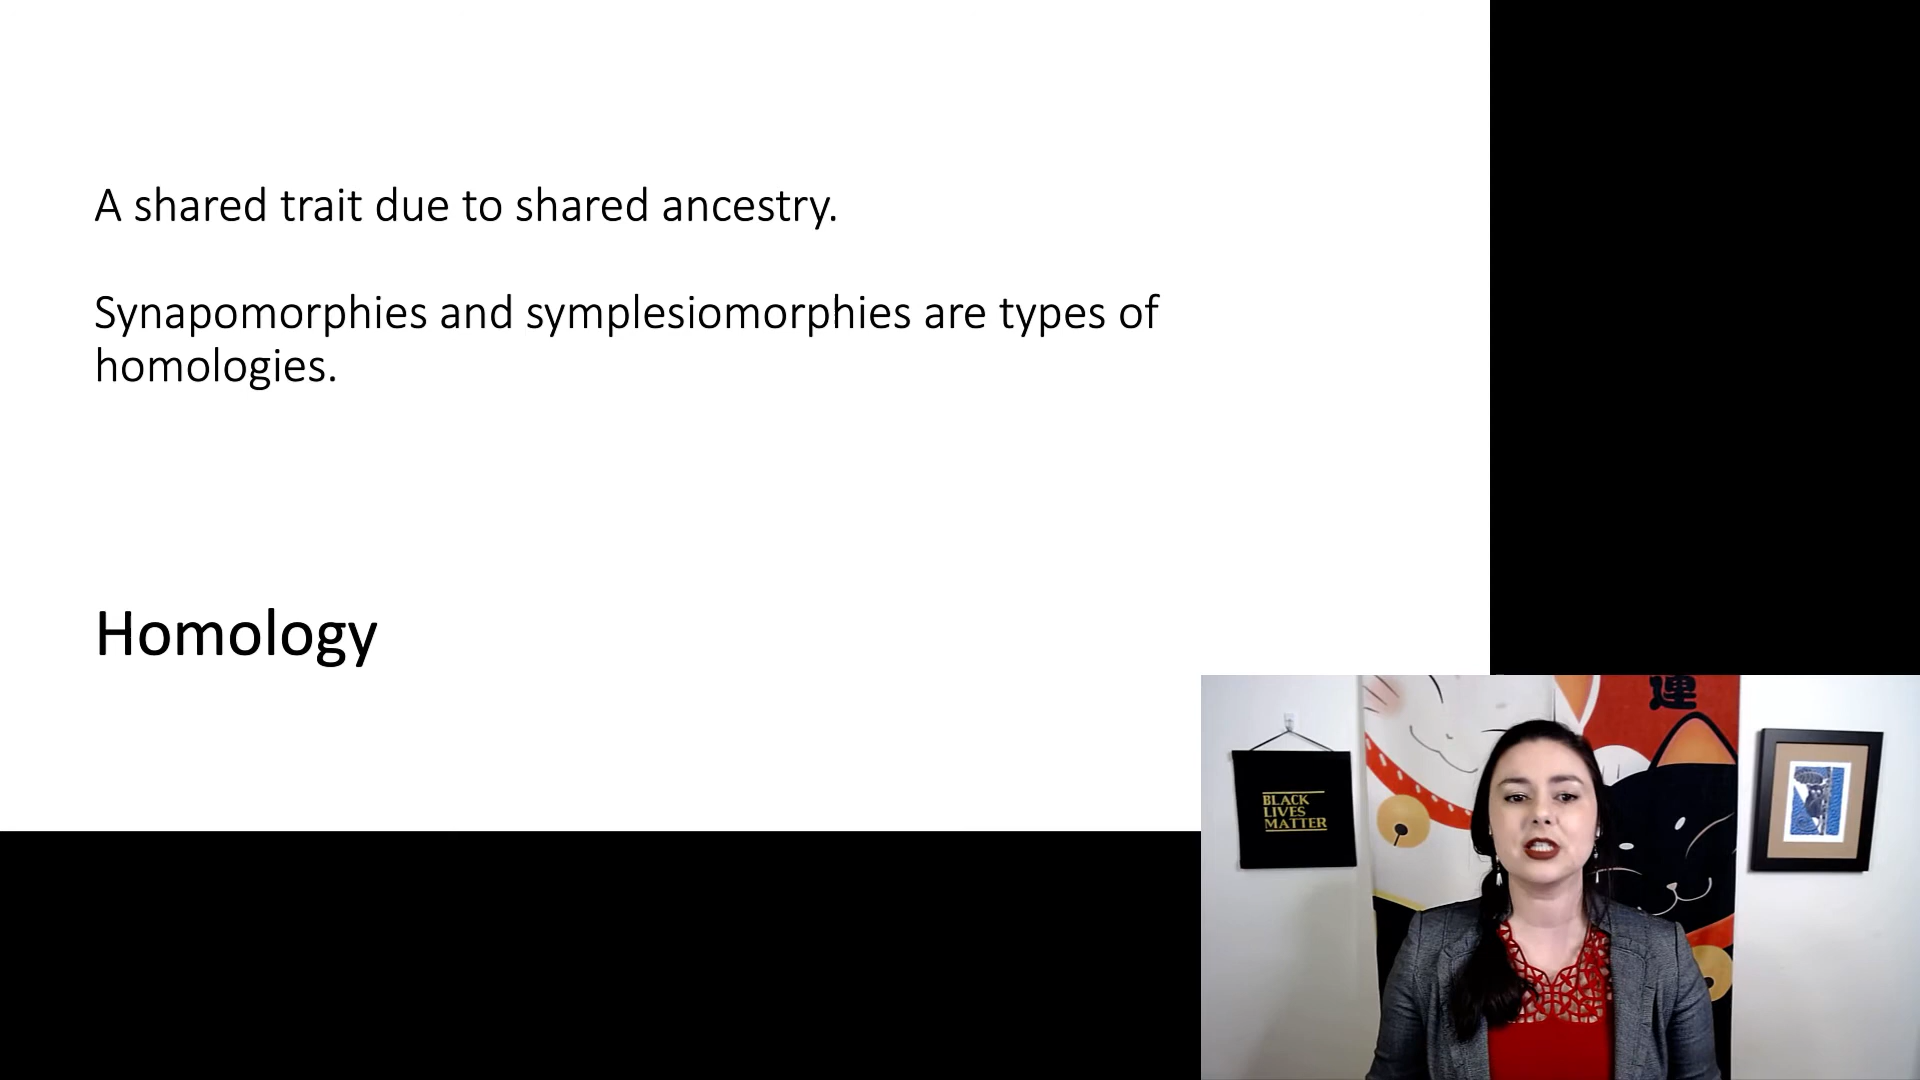 A shared trait due to shared ancestry.
Synapomorphies and symplesiomorphies are types of
homologies.
Homology
運
BLACK
LIVES
MATTER